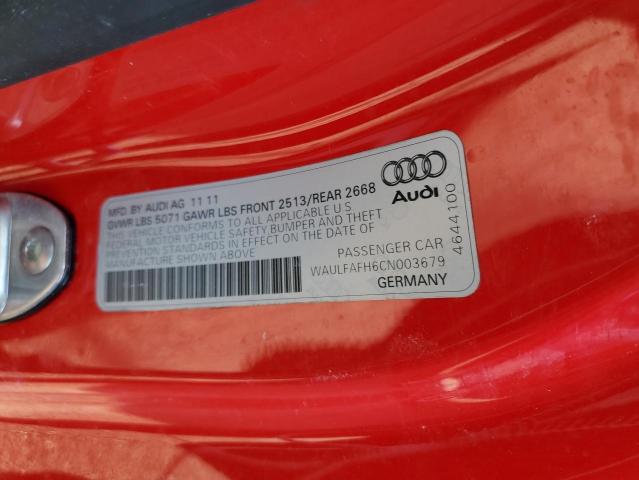 MFD. BY AUDI AG 11 11
GVWR LBS 5071 GAWR LBS FRONT 2513/REAR 2668
THIS VEHICLE CONFORMS TO ALL APPLICABLE U.S.
FEDERAL MOTOR VEHICLE SAFETY, BUMPER AND THEFT
PREVENTION STANDARDS IN EFFECT ON THE DATE
OF MANUFACTURE SHOWN ABOVE
Audi
4644100
PASSENGER CAR
WAULFAFH6CN003679
GERMANY